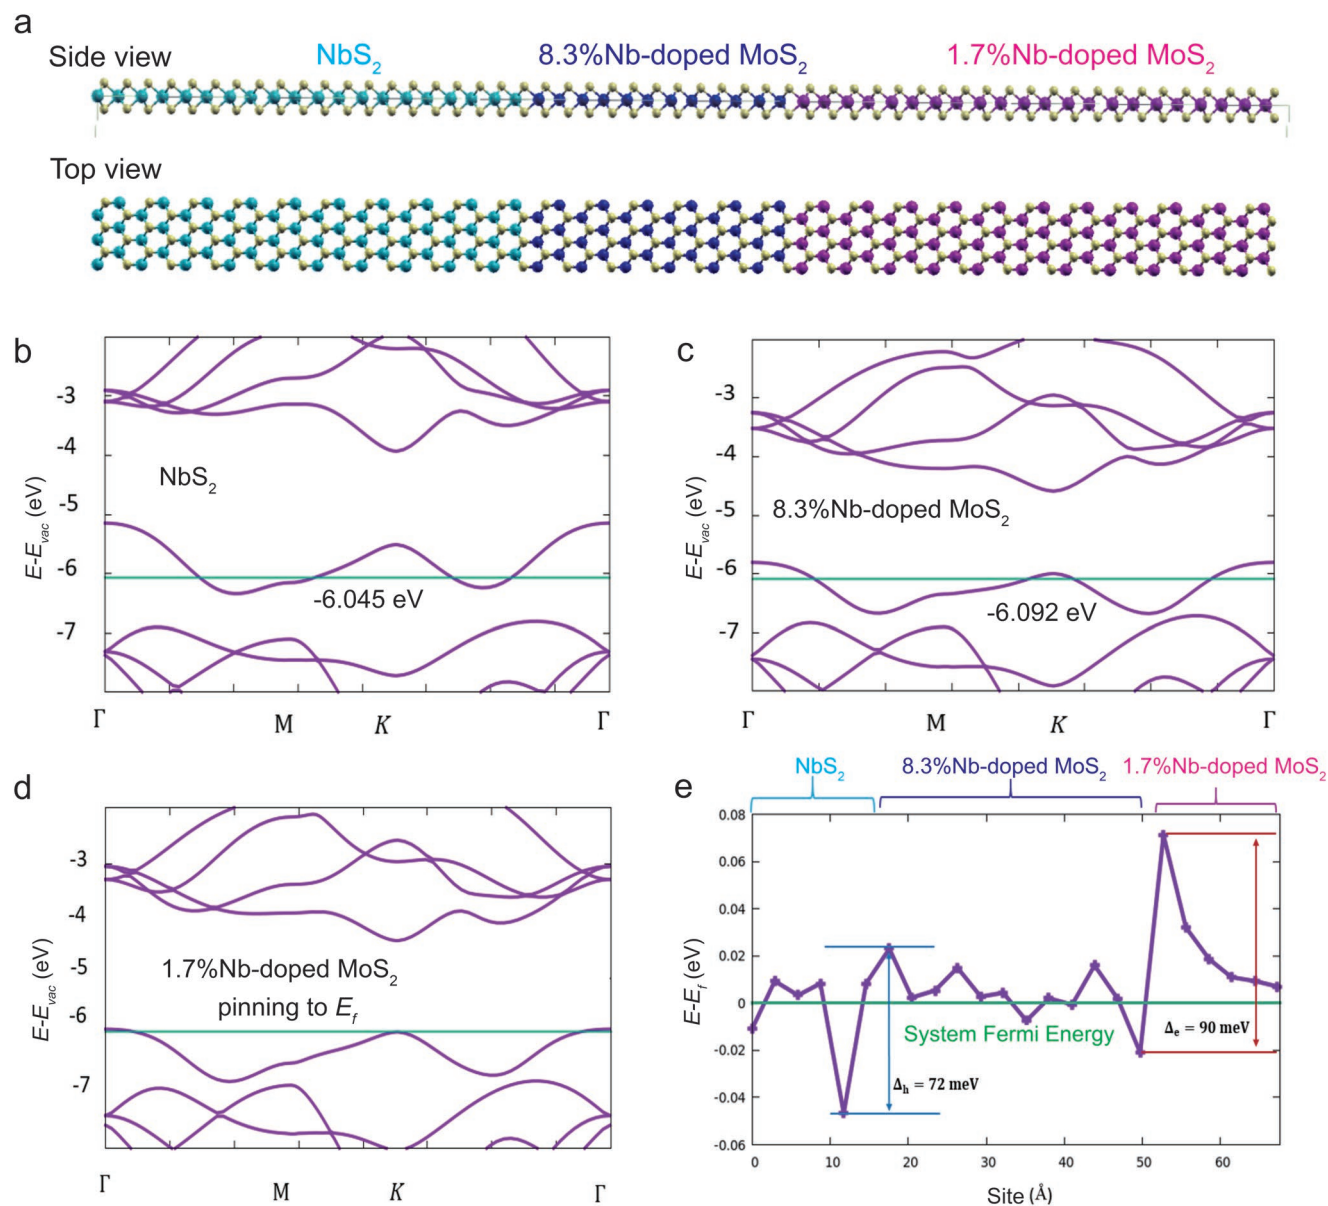 a
Side view
NbS2
8.3%Nb-doped MoS2
1.7%Nb-doped MoS2
Top view
b
-3
-4
-5
-6
-7
E-Evac (eV)
NbS2
-6.045 eV
Γ M K Γ
c
-3
-4
-5
-6
-7
E-Evac (eV)
8.3%Nb-doped MoS2
-6.092 eV
Γ M K Γ
d
-3
-4
-5
-6
-7
E-Evac (eV)
1.7%Nb-doped MoS2
pinning to Ef
Γ M K Γ
e
NbS2
8.3%Nb-doped MoS2
1.7%Nb-doped MoS2
0.08
0.06
0.04
0.02
0
-0.02
-0.04
-0.06
E-Ef (eV)
System Fermi Energy
Δe = 90 meV
Δh = 72 meV
0 10 20 30 40 50 60
Site (Å)